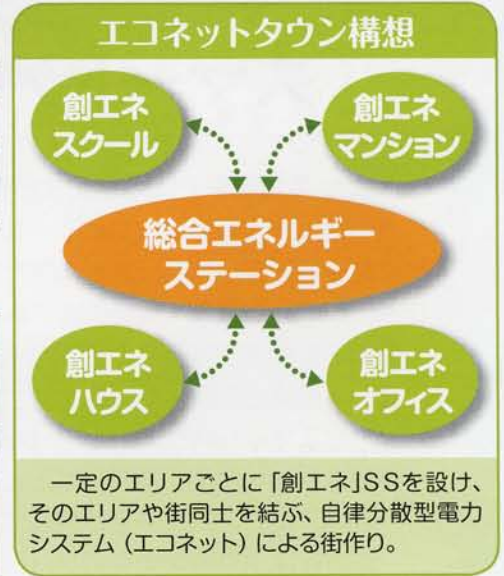 エコネットタウン構想
創エネ
スクール
創エネ
マンション
総合エネルギー
ステーション
創エネ
ハウス
創エネ
オフィス
一定のエリアごとに「創エネ」SSを設け、
そのエリアや街同士を結ぶ、自律分散型電力
システム(エコネット)による街作り。